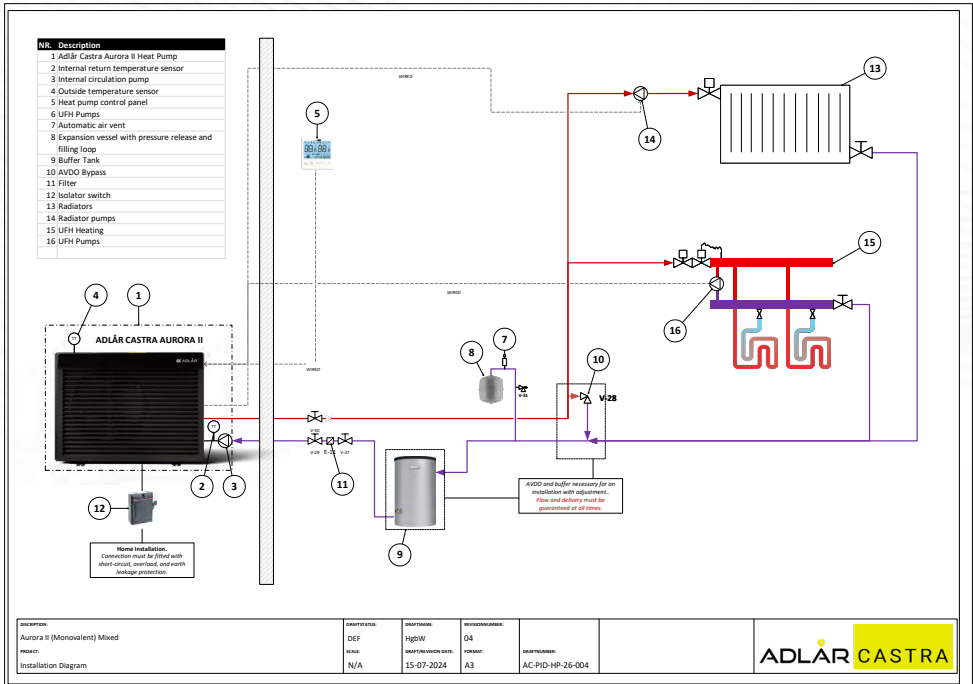 NR. Description
1 Adlår Castra Aurora II Heat Pump
2 Internal return temperature sensor
3 Internal circulation pump
4 Outside temperature sensor
5 Heat pump control panel
6 UFH Pumps
7 Automatic air vent
8 Expansion vessel with pressure release and
filling loop
9 Buffer Tank
10 AVDO Bypass
11 Filter
12 Isolator switch
13 Radiators
14 Radiator pumps
15 UFH Heating
16 UFH Pumps
WIRED
13
5
14
15
WIRED
16
4
1
ADLÅR CASTRA AURORA II
TT
ADLÅR
WIRED
7
8
V-31
10
V-28
V-30
TT
V-29
E-11
V-27
2
3
11
12
9
AVDO and buffer necessary for an
installation with adjustment..
Flow and delivery must be
guaranteed at all times.
Home Installation.
Connection must be fitted with
short-circuit, overload, and earth
leakage protection.
DISCRIPTION:
Aurora II (Monovalent) Mixed
PROJECT:
Installation Diagram
DRAFTSTATUS:
DEF
SCALE:
N/A
DRAFTSMAN:
HgbW
DRAFT/REVISION DATE:
15-07-2024
REVISIONNUMBER:
04
FORMAT:
A3
DRAFTNUMBER:
AC-PID-HP-26-004
ADLÅR CASTRA